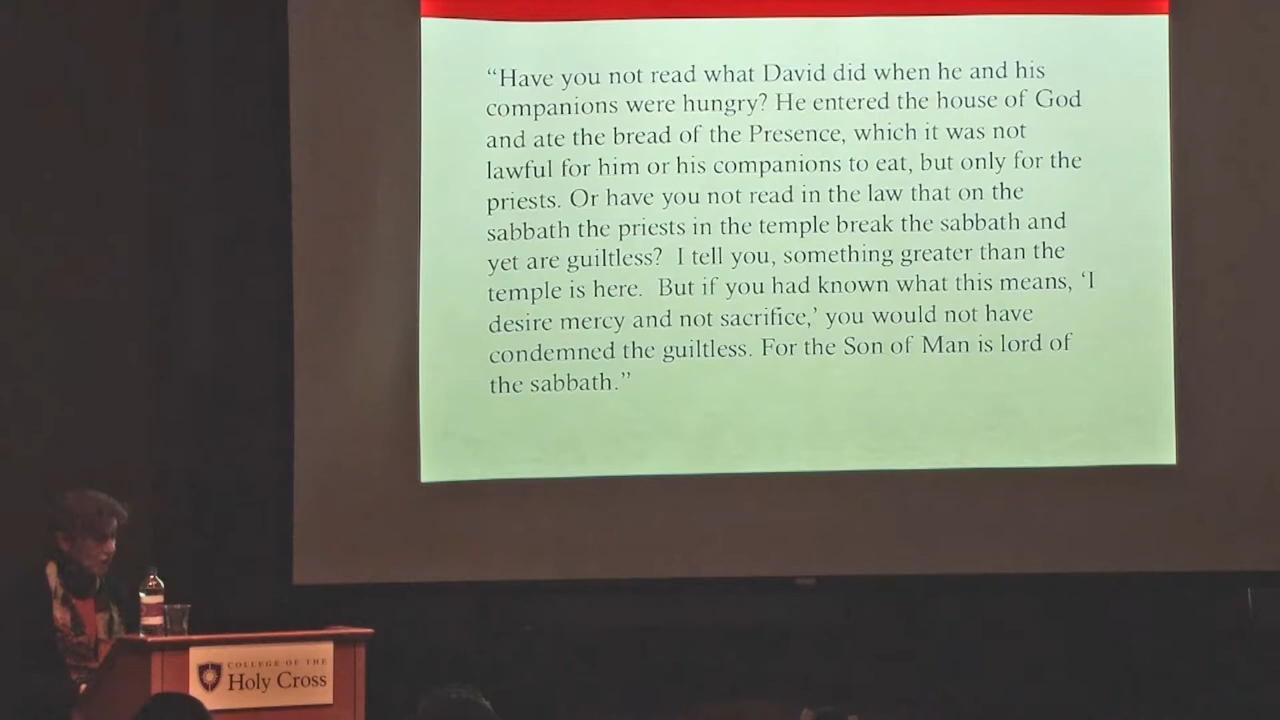 “Have you not read what David did when he and his
companions were hungry? He entered the house of God
and ate the bread of the Presence, which it was not
lawful for him or his companions to eat, but only for the
priests. Or have you not read in the law that on the
sabbath the priests in the temple break the sabbath and
yet are guiltless?  I tell you, something greater than the
temple is here.  But if you had known what this means, ‘I
desire mercy and not sacrifice,’ you would not have
condemned the guiltless. For the Son of Man is lord of
the sabbath.”
COLLEGE OF THE
Holy Cross